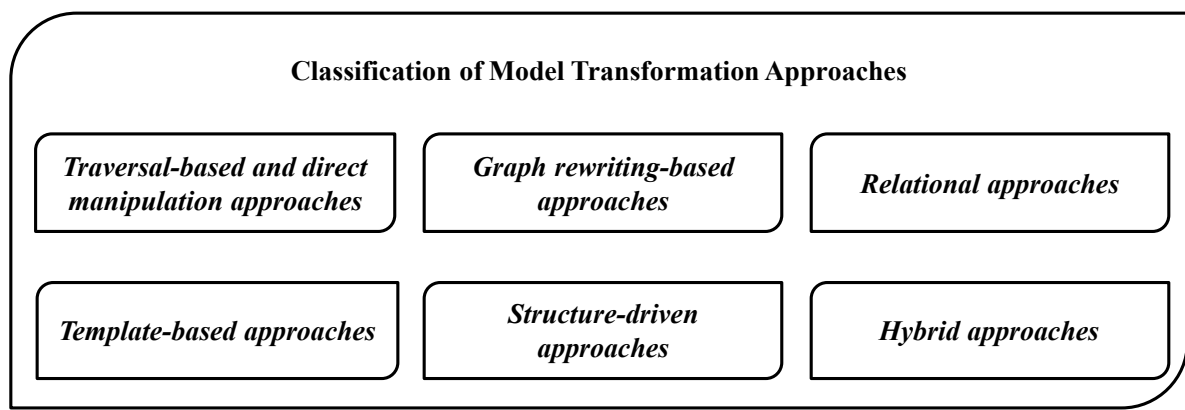 Classification of Model Transformation Approaches
Traversal-based and direct
manipulation approaches
Graph rewriting-based
approaches
Relational approaches
Template-based approaches
Structure-driven
approaches
Hybrid approaches